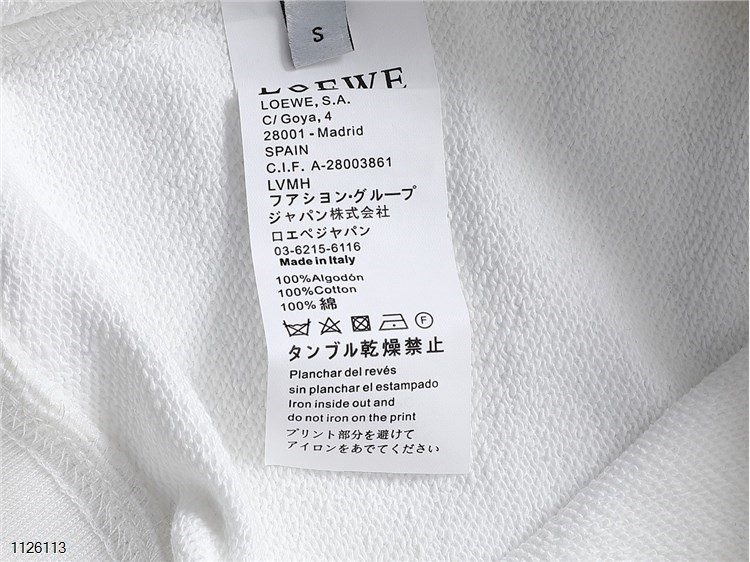 S
LOEWE
LOEWE, S.A.
C/ Goya, 4
28001 - Madrid
SPAIN
C.I.F. A-28003861
LVMH
ファション・グループ
ジャパン株式会社
ロエベジャパン
03-6215-6116
Made in Italy
100%Algodón
100%Cotton
100% 綿
F
タンブル乾燥禁止
Planchar del revés
sin planchar el estampado
Iron inside out and
do not iron on the print
プリント部分を避けて
アイロンをあてください
1126113